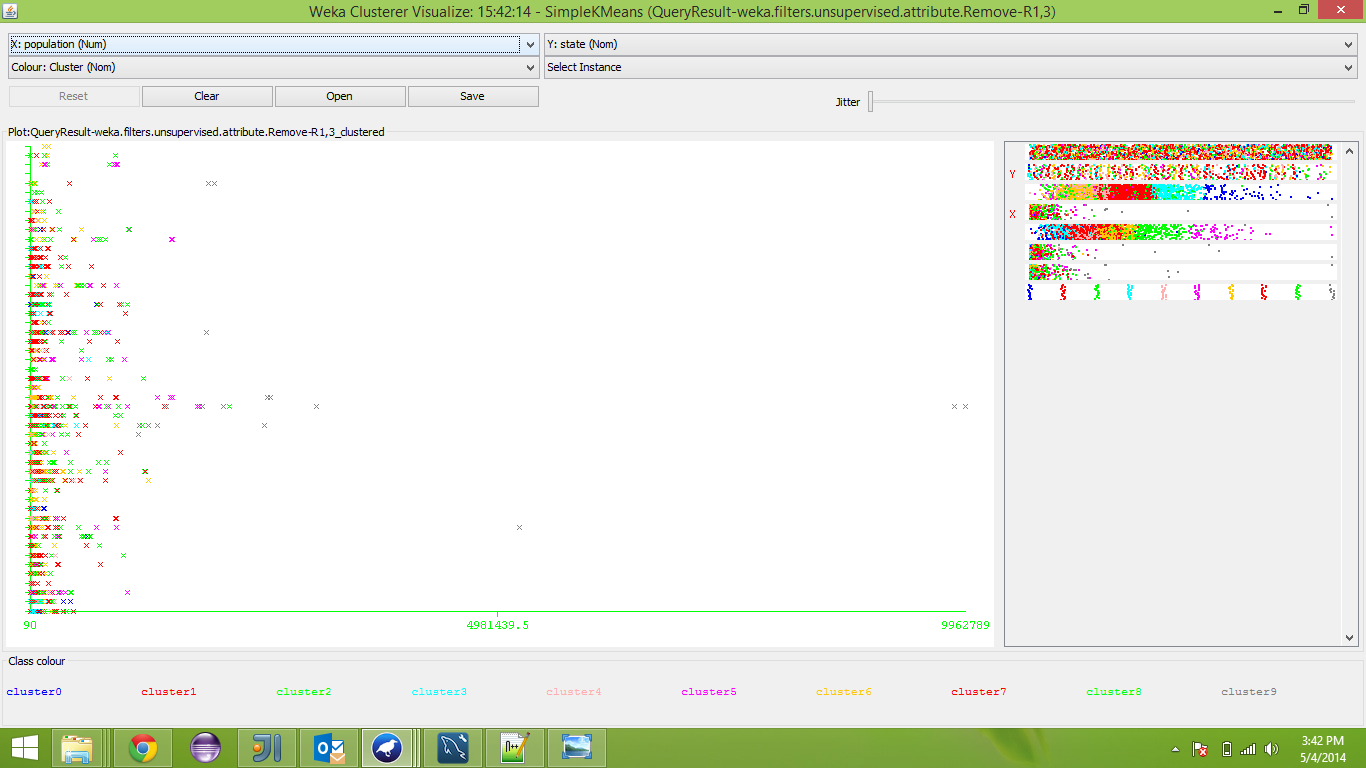 Weka Clusterer Visualize: 15:42:14 - SimpleKMeans (QueryResult-weka.filters.unsupervised.attribute.Remove-R1,3)
X: population (Num) Y: state (Nom)
Colour: Cluster (Nom) Select Instance
Reset Clear Open Save Jitter
Plot:QueryResult-weka.filters.unsupervised.attribute.Remove-R1,3_clustered
Y
X
90 4981439.5 9962789
Class colour
cluster0 cluster1 cluster2 cluster3 cluster4 cluster5 cluster6 cluster7 cluster8 cluster9
3:42 PM
5/4/2014